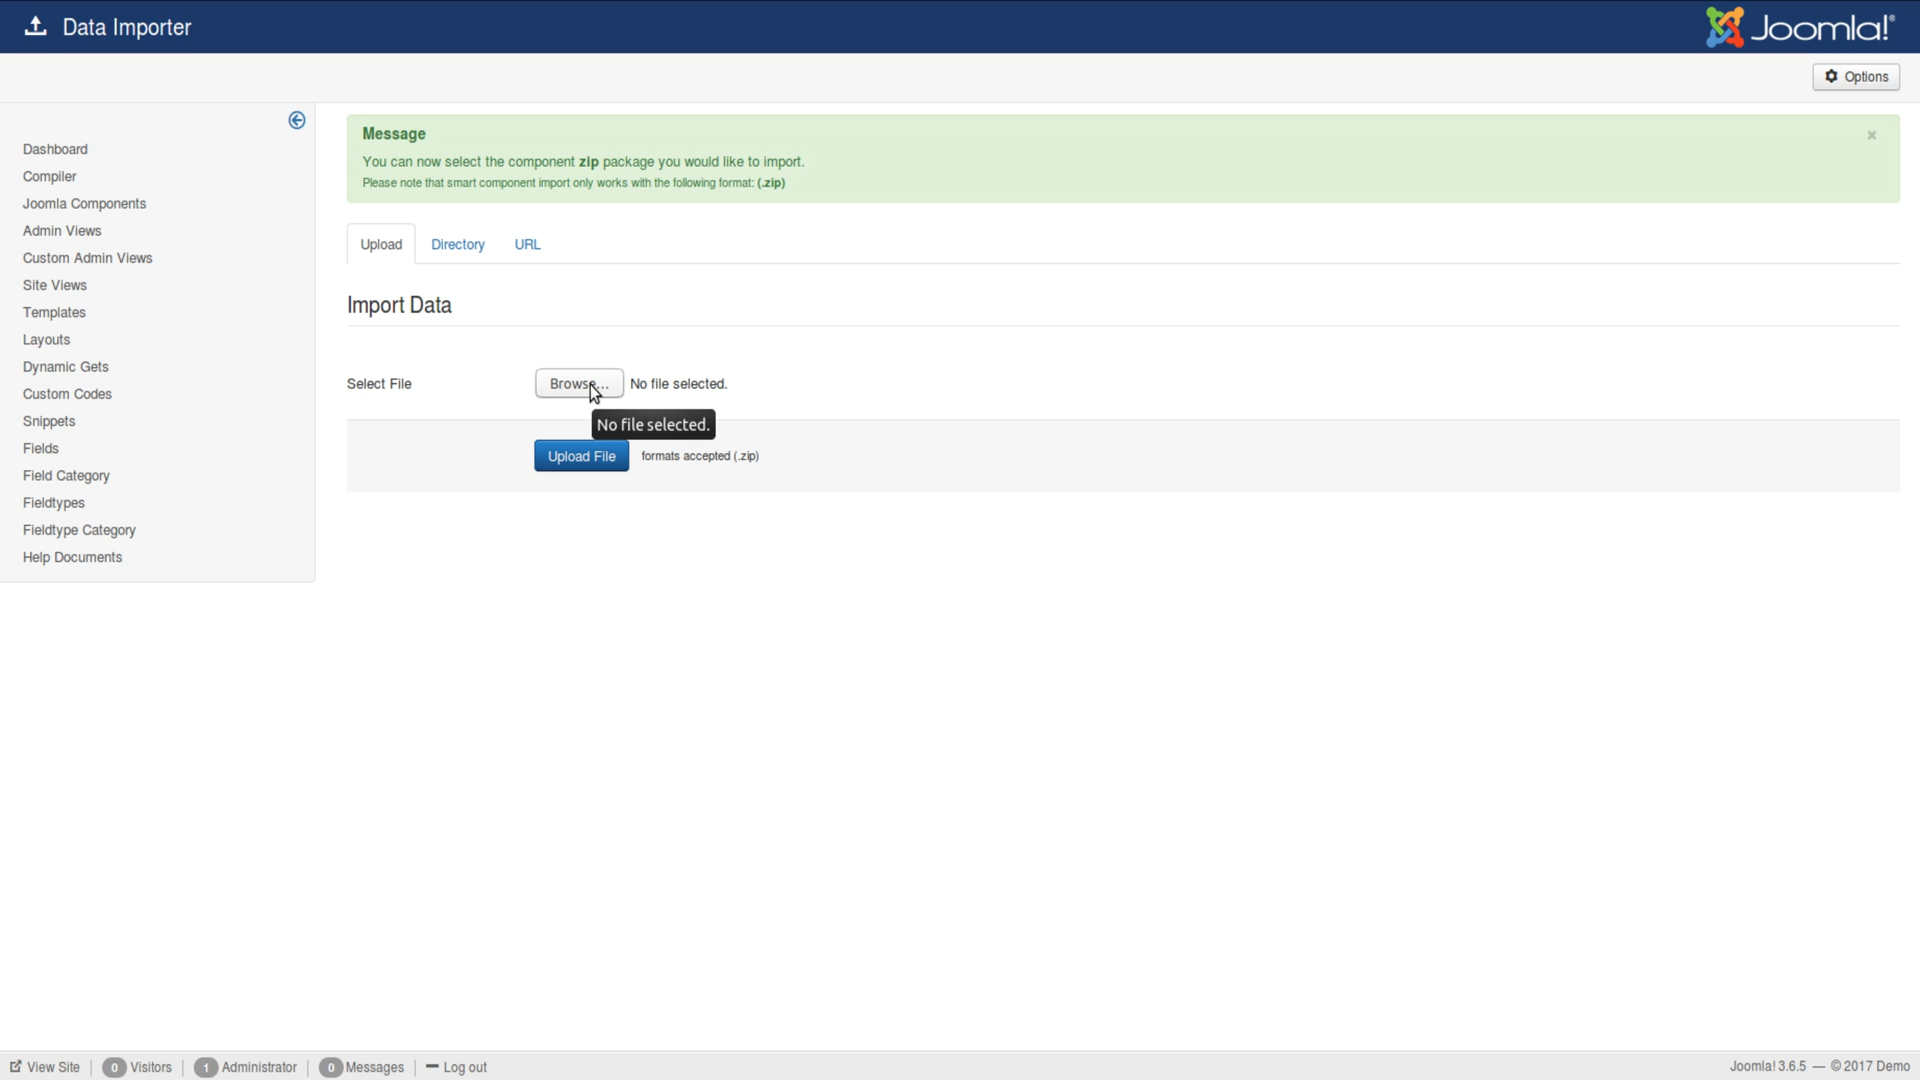 Data Importer
Joomla!®
Options
Dashboard
Compiler
Joomla Components
Admin Views
Custom Admin Views
Site Views
Templates
Layouts
Dynamic Gets
Custom Codes
Snippets
Fields
Field Category
Fieldtypes
Fieldtype Category
Help Documents
Message
×
You can now select the component zip package you would like to import.
Please note that smart component import only works with the following format: (.zip)
Upload Directory URL
Import Data
Select File Browse... No file selected.
No file selected.
Upload File formats accepted (.zip)
View Site 0 Visitors 1 Administrator 0 Messages Log out
Joomla! 3.6.5 — © 2017 Demo